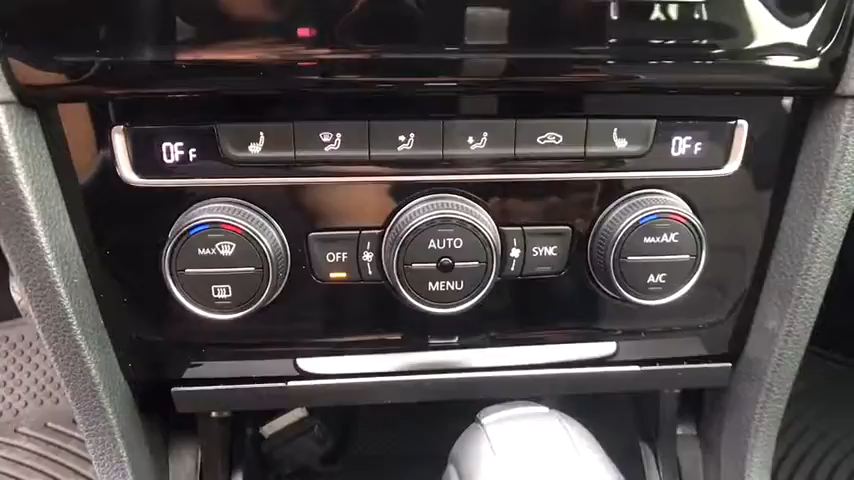 OFF
OFF
MAX
OFF
AUTO
MENU
SYNC
MAX A/C
A/C